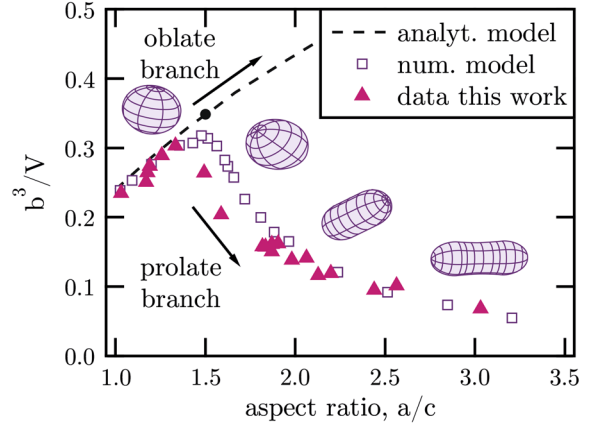 0.5
0.4
0.3
0.2
0.1
0.0
b³/V
oblate
branch
prolate
branch
analyt. model
num. model
data this work
1.0 1.5 2.0 2.5 3.0 3.5
aspect ratio, a/c